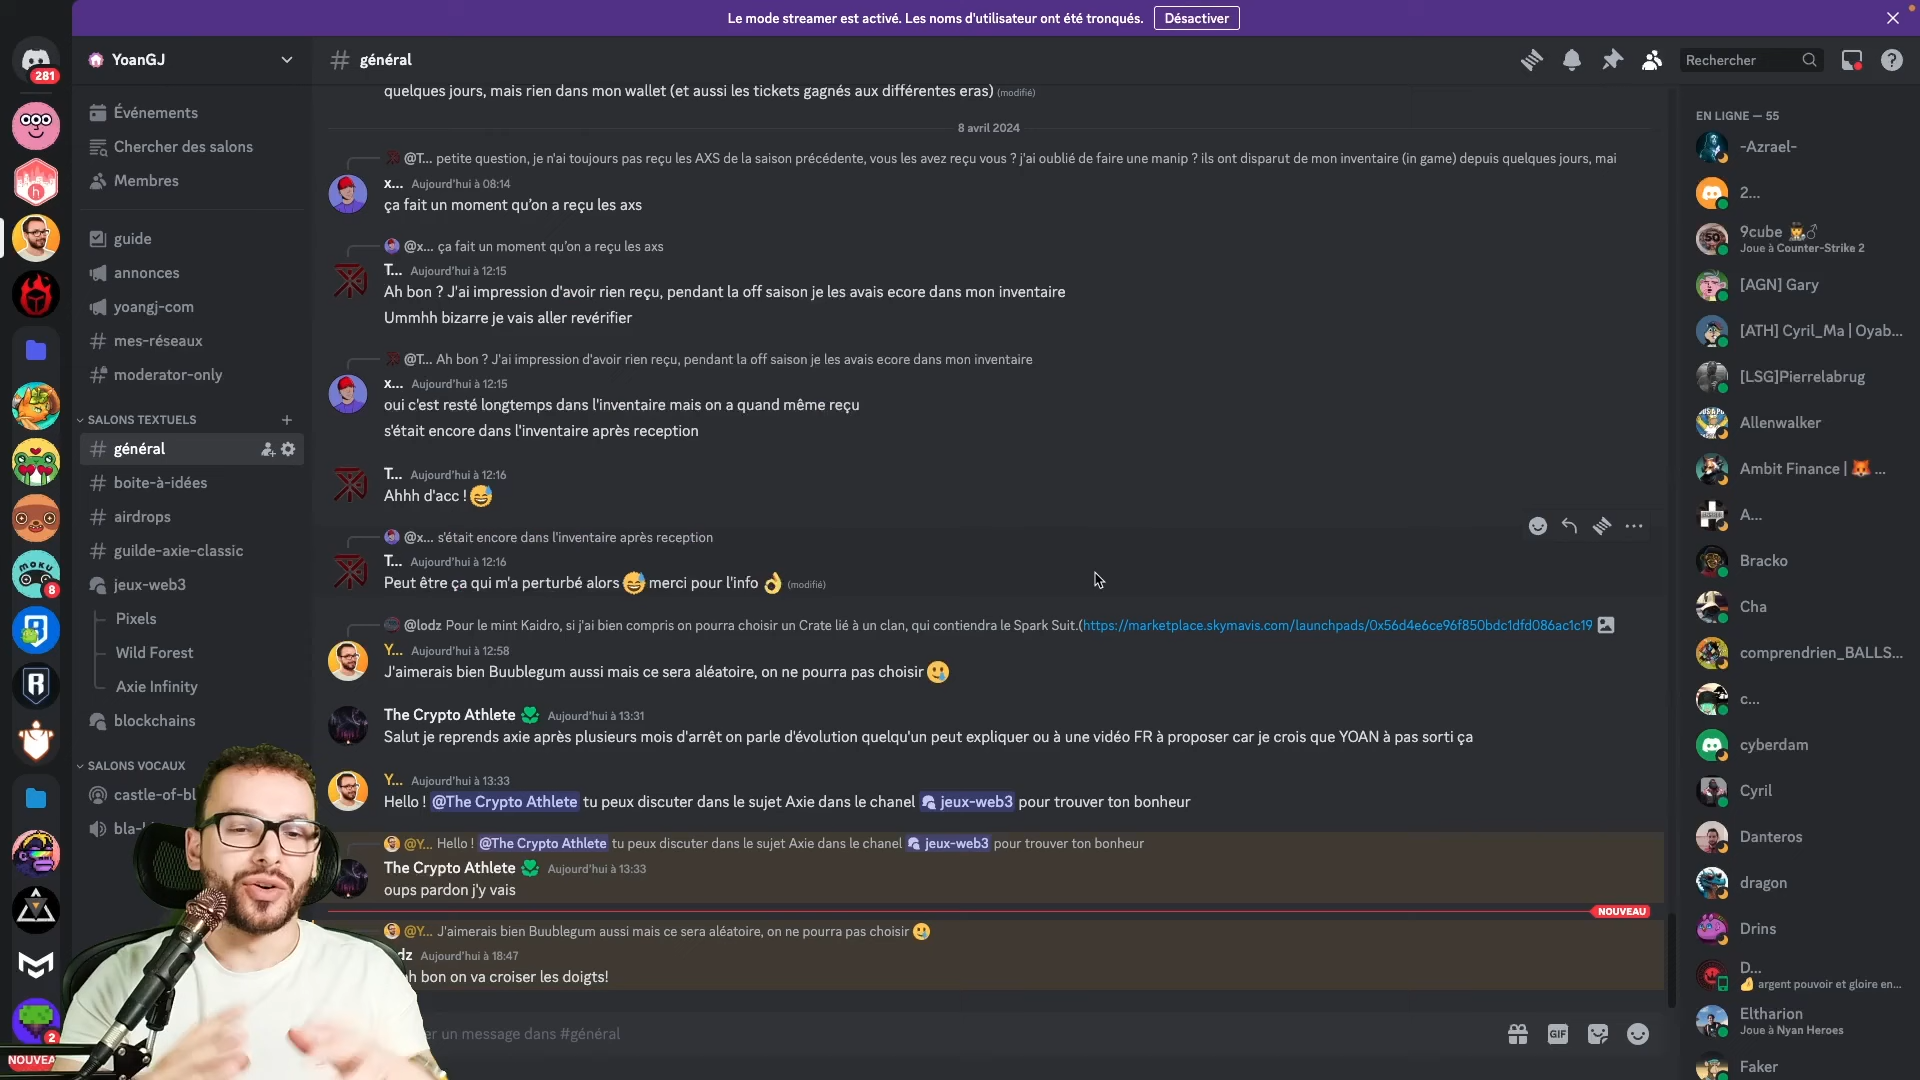 Le mode streamer est activé. Les noms d'utilisateur ont été tronqués.
Désactiver
281
YoanGJ
Événements
Chercher des salons
Membres
guide
annonces
yoangj-com
mes-réseaux
moderator-only
SALONS TEXTUELS
général
boite-à-idées
airdrops
guilde-axie-classic
jeux-web3
Pixels
Wild Forest
Axie Infinity
blockchains
SALONS VOCAUX
castle-of-bl
MOKU
8
2
NOUVEA
général
Rechercher
quelques jours, mais rien dans mon wallet (et aussi les tickets gagnés aux différentes eras) (modifié)
8 avril 2024
@T... petite question, je n'ai toujours pas reçu les AXS de la saison précédente, vous les avez reçu vous ? j'ai oublié de faire une manip ? ils ont disparut de mon inventaire (in game) depuis quelques jours, mai
x... Aujourd'hui à 08:14
ça fait un moment qu'on a reçu les axs
@x... ça fait un moment qu'on a reçu les axs
T... Aujourd'hui à 12:15
Ah bon ? J'ai impression d'avoir rien reçu, pendant la off saison je les avais ecore dans mon inventaire
Ummhh bizarre je vais aller revérifier
@T... Ah bon ? J'ai impression d'avoir rien reçu, pendant la off saison je les avais ecore dans mon inventaire
x... Aujourd'hui à 12:15
oui c'est resté longtemps dans l'inventaire mais on a quand même reçu
s'était encore dans l'inventaire après reception
T... Aujourd'hui à 12:16
Ahhh d'acc ! 😅
@x... s'était encore dans l'inventaire après reception
T... Aujourd'hui à 12:16
Peut être ça qui m'a perturbé alors 😅 merci pour l'info 👌 (modifié)
@lodz Pour le mint Kaidro, si j'ai bien compris on pourra choisir un Crate lié à un clan, qui contiendra le Spark Suit.(https://marketplace.skymavis.com/launchpads/0x56d4e6ce96f850bdc1dfd086ac1c19
Y... Aujourd'hui à 12:58
J'aimerais bien Buublegum aussi mais ce sera aléatoire, on ne pourra pas choisir 🥲
The Crypto Athlete Aujourd'hui à 13:31
Salut je reprends axie après plusieurs mois d'arrêt on parle d'évolution quelqu'un peut expliquer ou à une vidéo FR à proposer car je crois que YOAN à pas sorti ça
Y... Aujourd'hui à 13:33
Hello ! @The Crypto Athlete tu peux discuter dans le sujet Axie dans le chanel jeux-web3 pour trouver ton bonheur
@Y... Hello ! @The Crypto Athlete tu peux discuter dans le sujet Axie dans le chanel jeux-web3 pour trouver ton bonheur
The Crypto Athlete Aujourd'hui à 13:33
oups pardon j'y vais
NOUVEAU
@Y... J'aimerais bien Buublegum aussi mais ce sera aléatoire, on ne pourra pas choisir 🥲
dz Aujourd'hui à 18:47
h bon on va croiser les doigts!
er un message dans #général
GIF
EN LIGNE — 55
-Azrael-
2...
9cube
Joue à Counter-Strike 2
[AGN] Gary
[ATH] Cyril_Ma | Oyab...
[LSG]Pierrelabrug
Allenwalker
Ambit Finance | 🦊 ...
A...
Bracko
Cha
comprendrien_BALLS...
c...
cyberdam
Cyril
Danteros
dragon
Drins
D...
argent pouvoir et gloire en...
Eltharion
Joue à Nyan Heroes
Faker